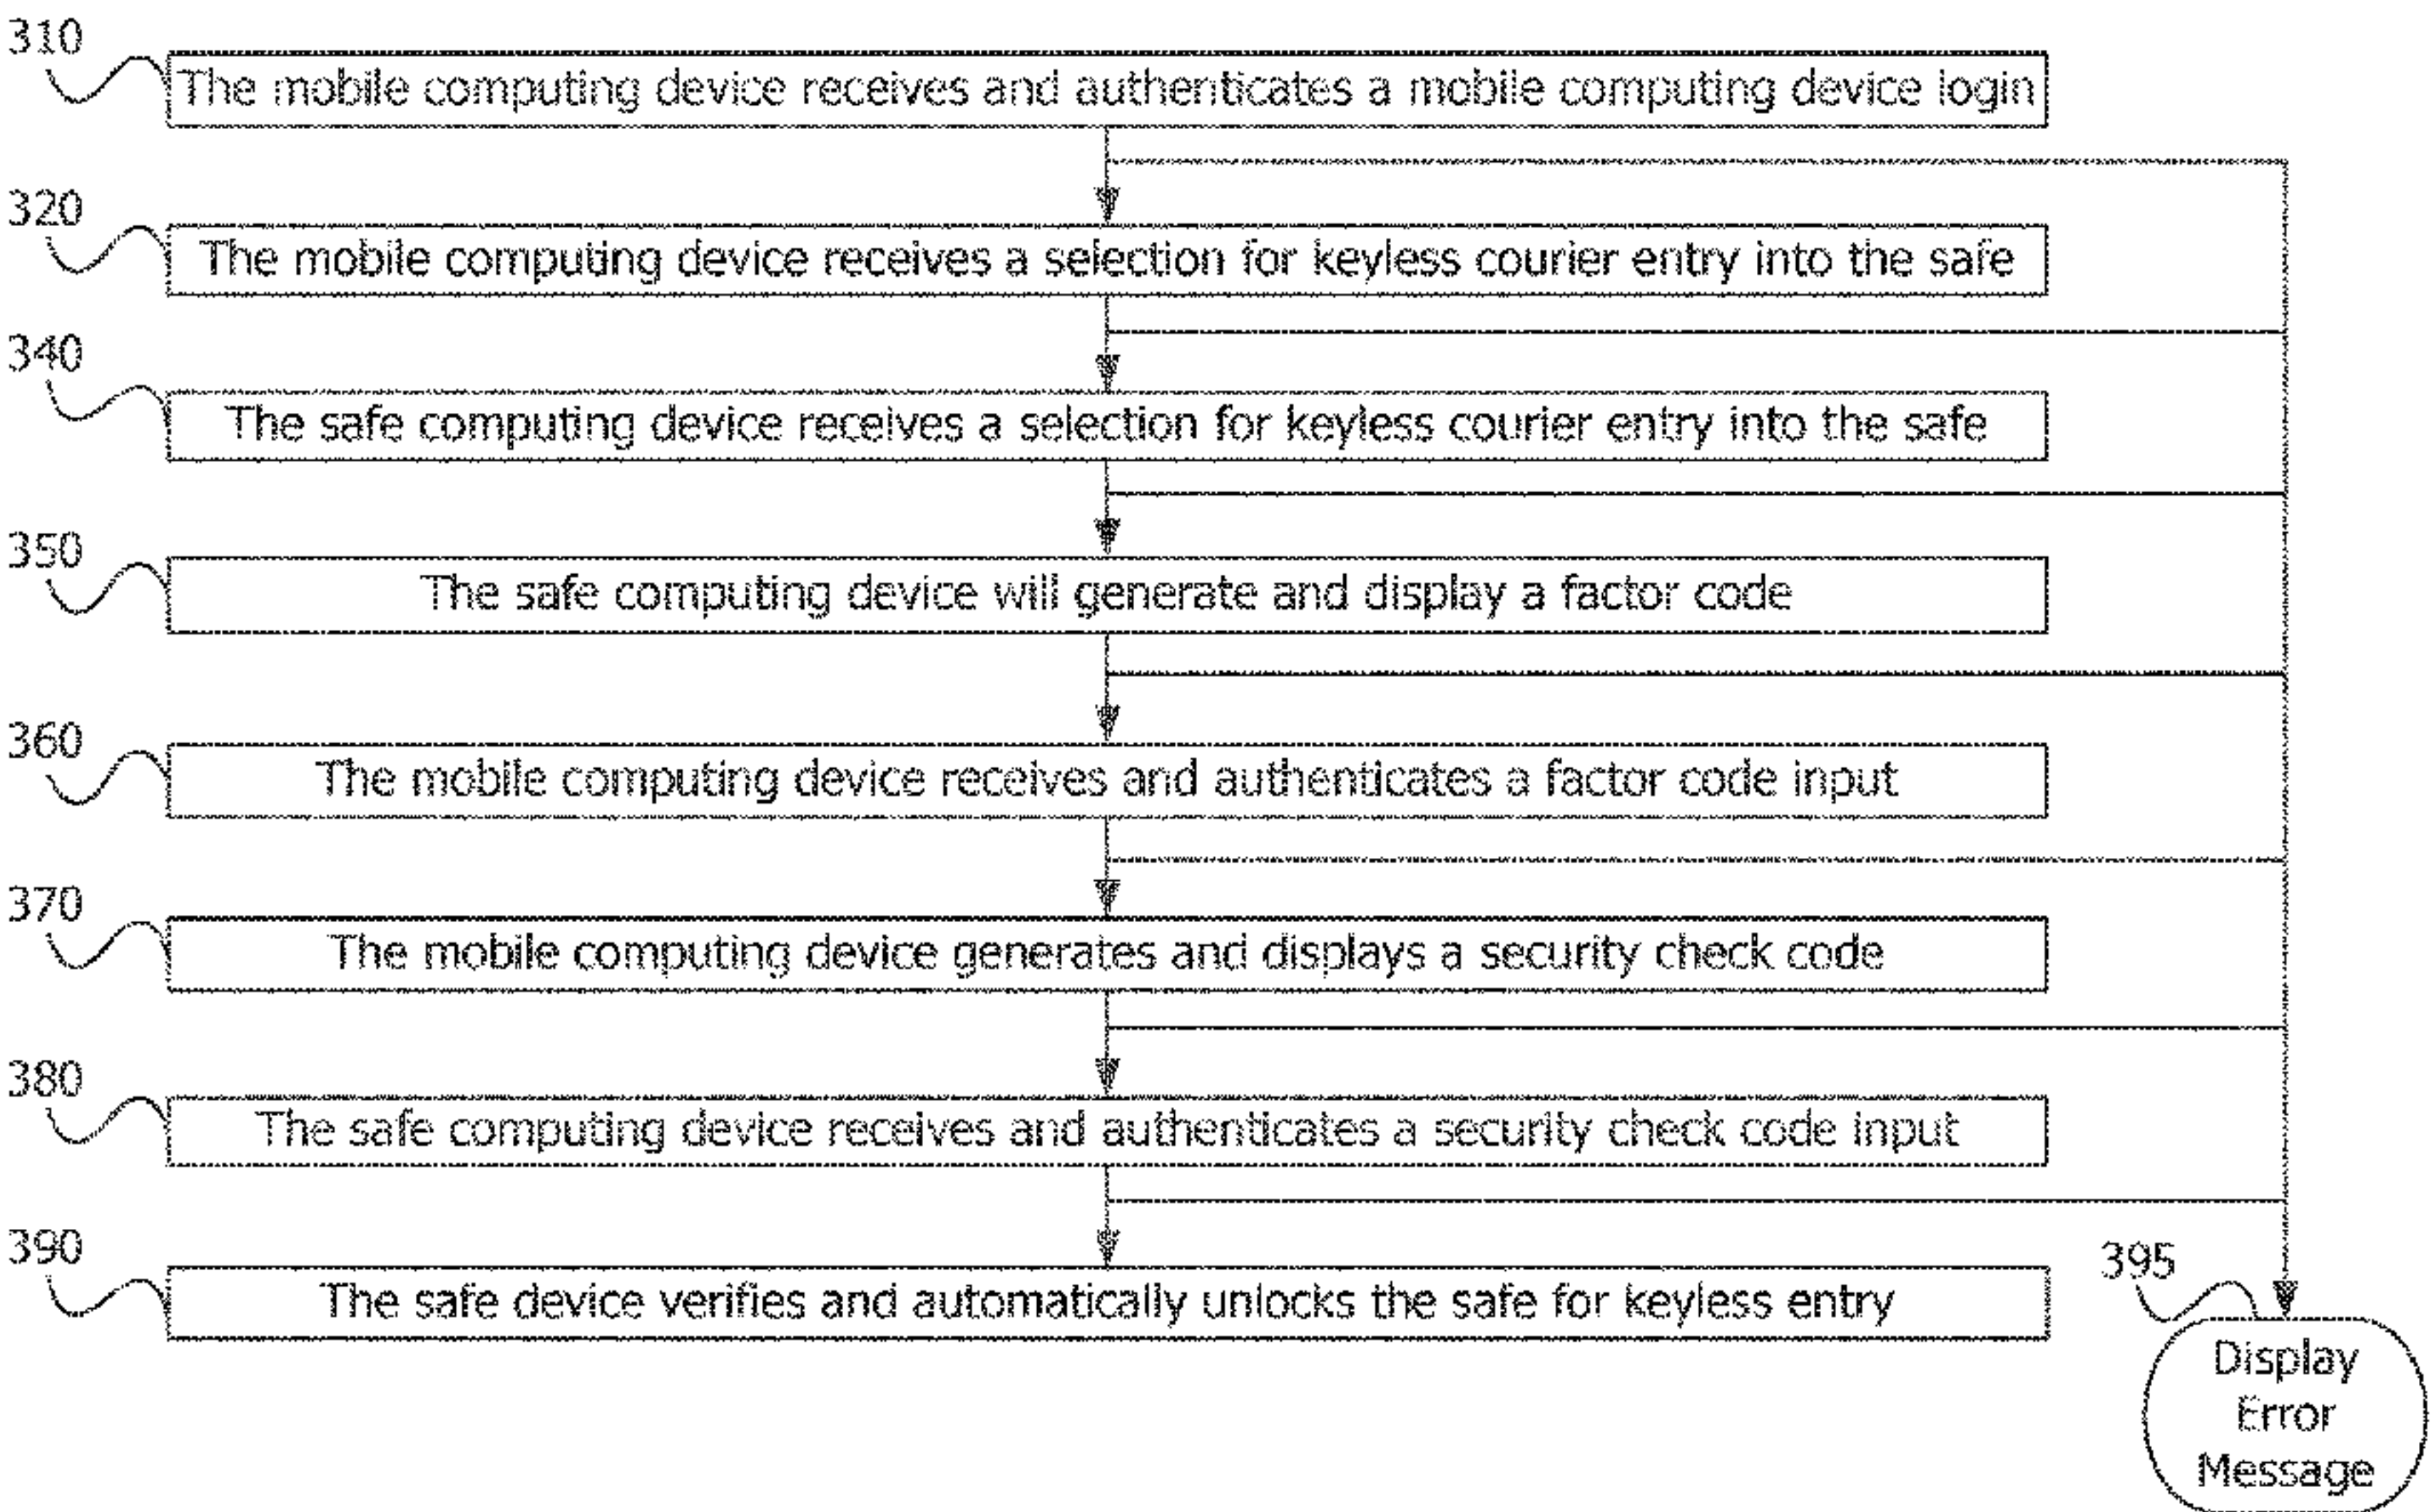 310
The mobile computing device receives and authenticates a mobile computing device login
320
The mobile computing device receives a selection for keyless courier entry into the safe
340
The safe computing device receives a selection for keyless courier entry into the safe
350
The safe computing device will generate and display a factor code
360
The mobile computing device receives and authenticates a factor code input
370
The mobile computing device generates and displays a security check code
380
The safe computing device receives and authenticates a security check code input
390
The safe device verifies and automatically unlocks the safe for keyless entry
395
Display
Error
Message